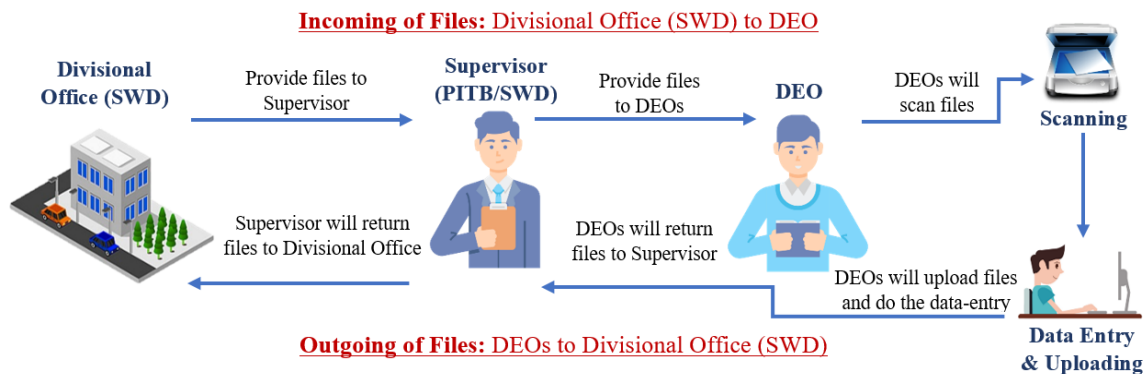 Incoming of Files: Divisional Office (SWD) to DEO
Divisional
Office (SWD)
Provide files to
Supervisor
Supervisor
(PITB/SWD)
Provide files
to DEOs
DEO
DEOs will
scan files
Scanning
Supervisor will return
files to Divisional Office
DEOs will return
files to Supervisor
DEOs will upload files
and do the data-entry
Data Entry
& Uploading
Outgoing of Files: DEOs to Divisional Office (SWD)